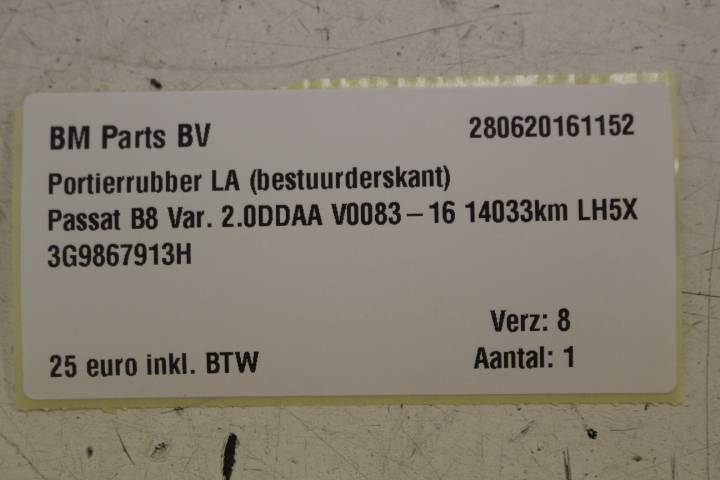 BM Parts BV 280620161152
Portierrubber LA (bestuurderskant)
Passat B8 Var. 2.0DDAA V0083-16 14033km LH5X
3G9867913H
Verz: 8
25 euro inkl. BTW Aantal: 1